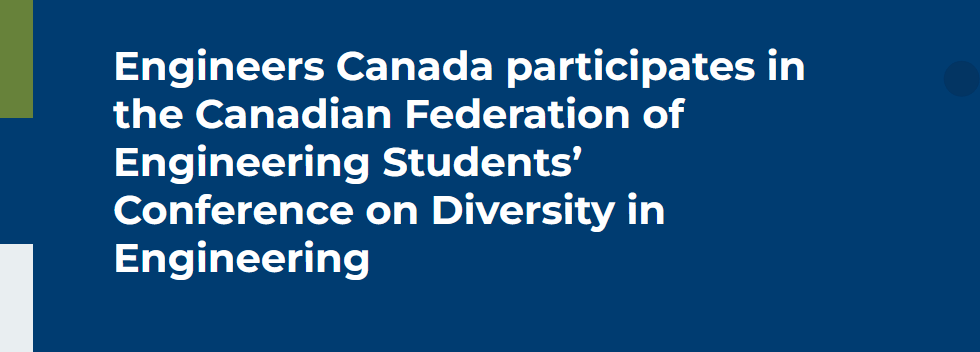 Engineers Canada participates in
the Canadian Federation of
Engineering Students’
Conference on Diversity in
Engineering